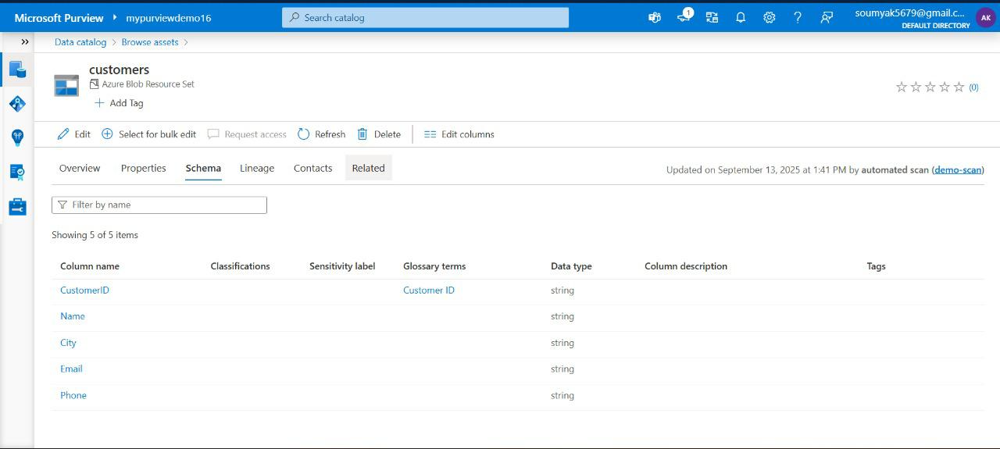 Microsoft Purview mypurviewdemo16 Search catalog 1 soumyak5679@gmail.c... AK
DEFAULT DIRECTORY
Data catalog Browse assets
customers
Azure Blob Resource Set
(0)
Add Tag
Edit Select for bulk edit Request access Refresh Delete Edit columns
Overview Properties Schema Lineage Contacts Related Updated on September 13, 2025 at 1:41 PM by automated scan (demo-scan)
Filter by name
Showing 5 of 5 items
Column name Classifications Sensitivity label Glossary terms Data type Column description Tags
CustomerID Customer ID string
Name string
City string
Email string
Phone string